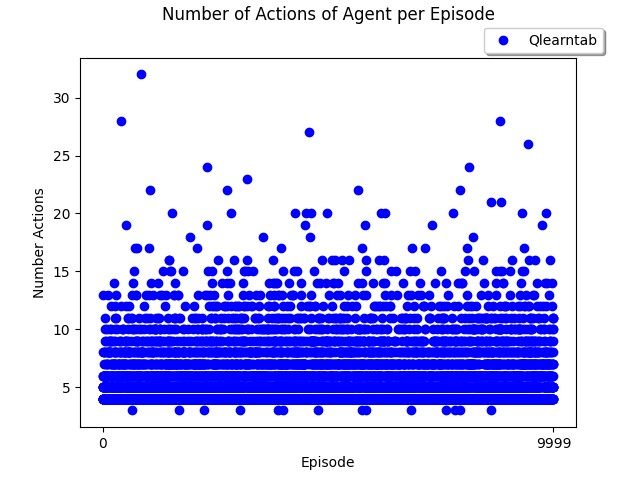 Number of Actions of Agent per Episode
Qlearntab
30
25
20
15
10
5
Number Actions
0
9999
Episode